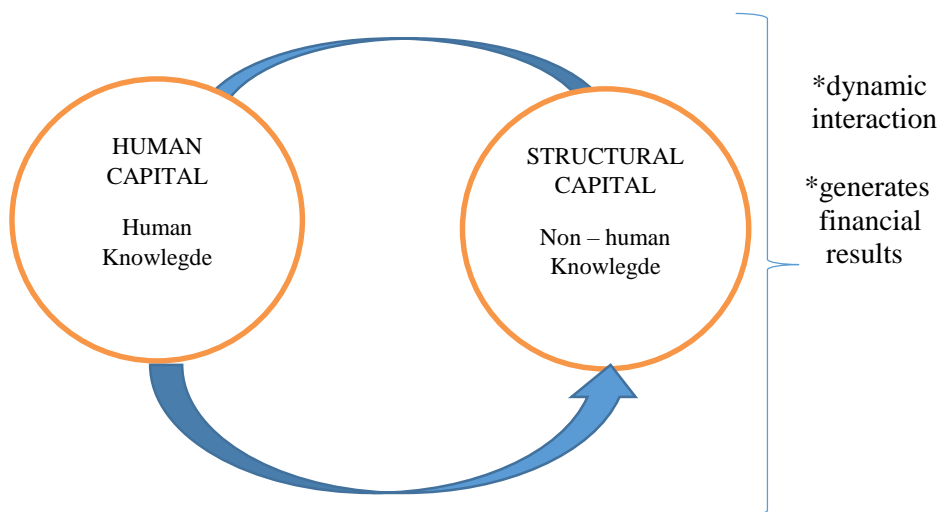 HUMAN
CAPITAL
Human
Knowlegde
STRUCTURAL
CAPITAL
Non – human
Knowlegde
*dynamic
interaction
*generates
financial
results